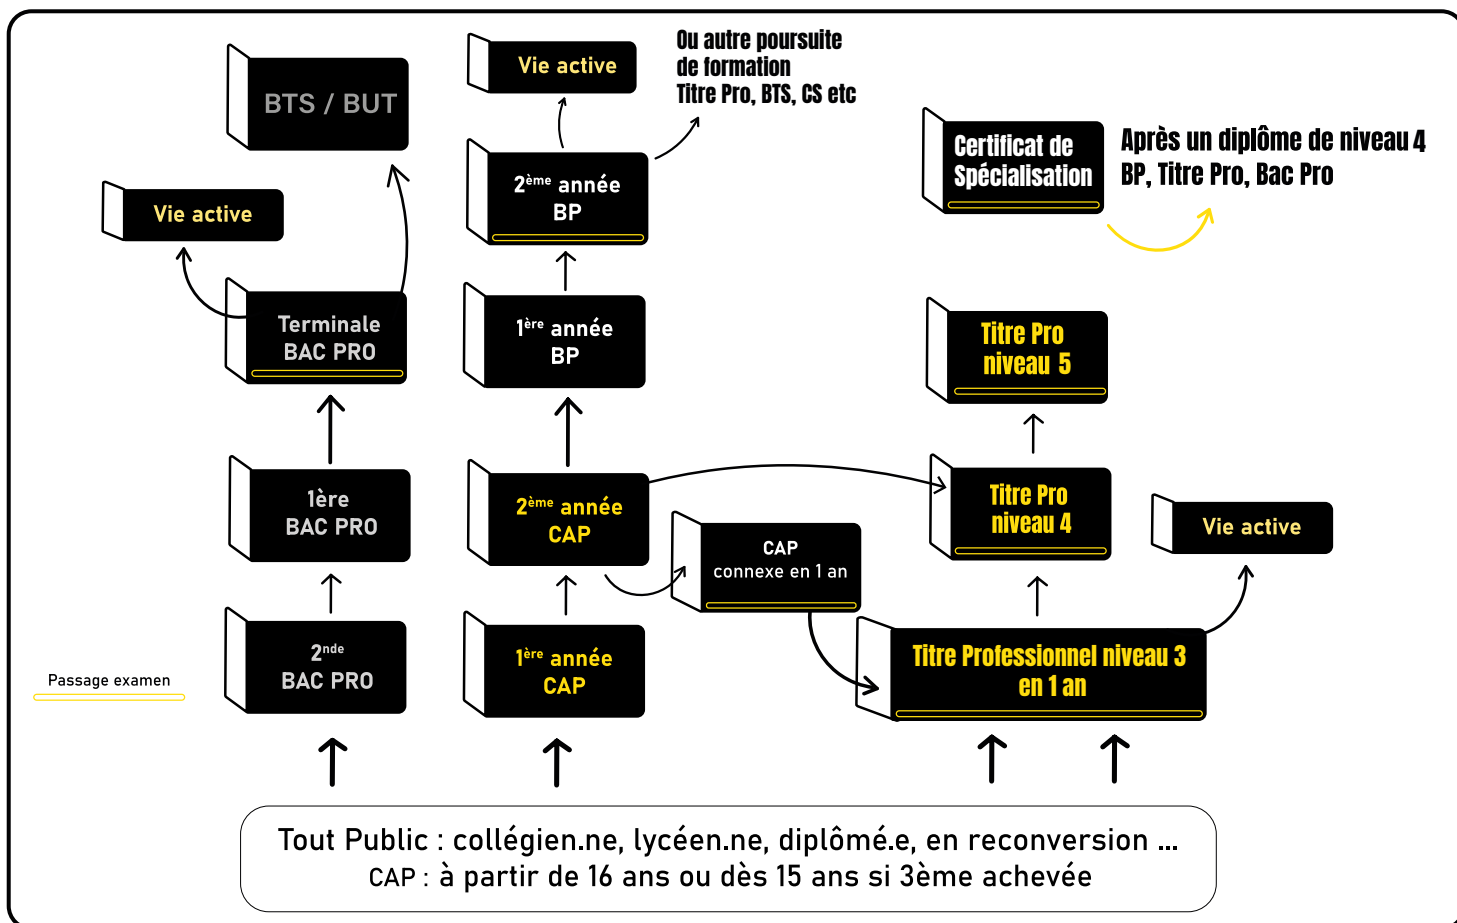 BTS / BUT
Vie active
Ou autre poursuite
de formation
Titre Pro, BTS, CS etc
Vie active
2ème année
BP
Certificat de
Spécialisation
Après un diplôme de niveau 4
BP, Titre Pro, Bac Pro
Terminale
BAC PRO
1ère année
BP
Titre Pro
niveau 5
1ère
BAC PRO
2ème année
CAP
CAP
connexe en 1 an
Titre Pro
niveau 4
Vie active
2nde
BAC PRO
1ère année
CAP
Titre Professionnel niveau 3
en 1 an
Passage examen
Tout Public : collégien.ne, lycéen.ne, diplômé.e, en reconversion ...
CAP : à partir de 16 ans ou dès 15 ans si 3ème achevée